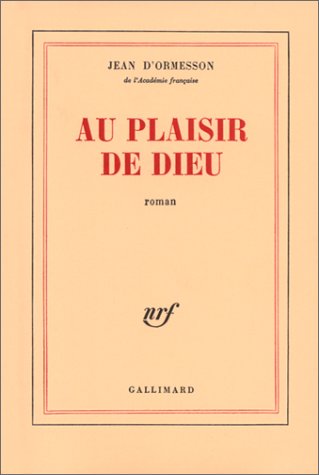 JEAN D'ORMESSON
de l'Académie française
AU PLAISIR
DE DIEU
roman
nrf
GALLIMARD